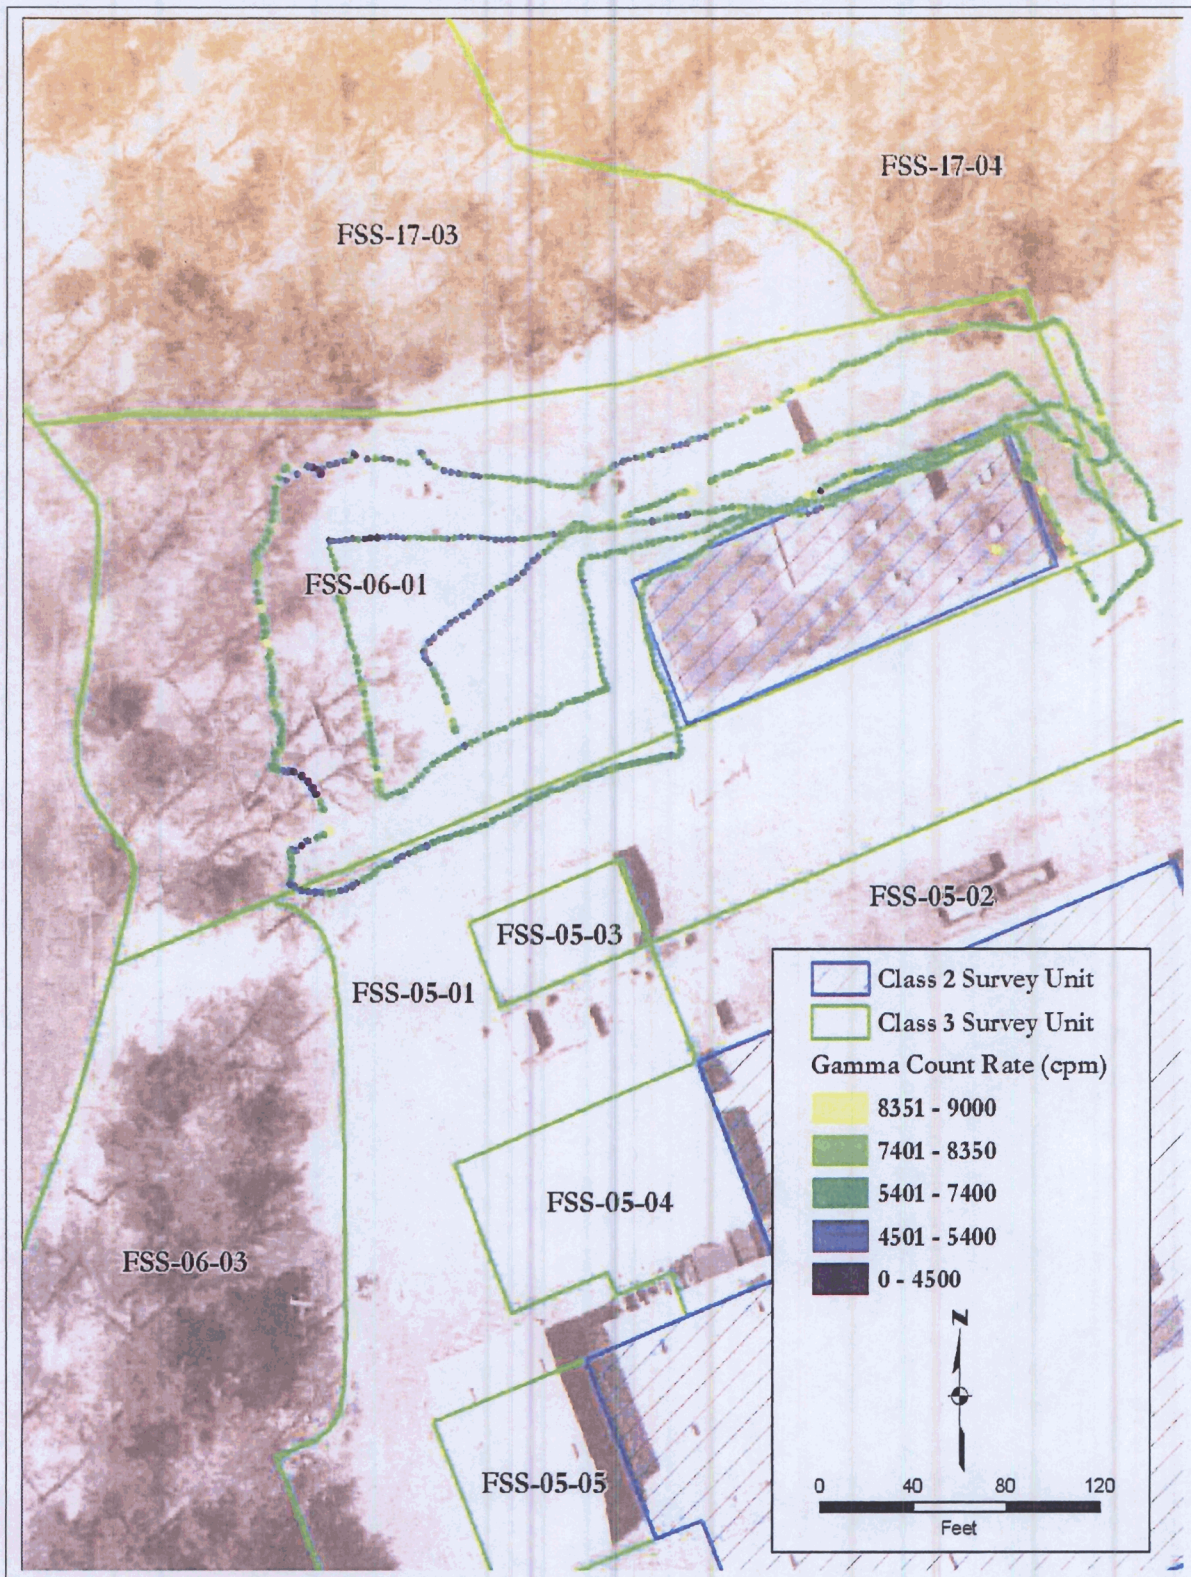 FSS-17-04
FSS-17-03
FSS-06-01
FSS-05-02
FSS-05-03
FSS-05-01
FSS-05-04
FSS-06-03
FSS-05-05
Class 2 Survey Unit
Class 3 Survey Unit
Gamma Count Rate (cpm)
8351 - 9000
7401 - 8350
5401 - 7400
4501 - 5400
0 - 4500
N
0 40 80 120
Feet